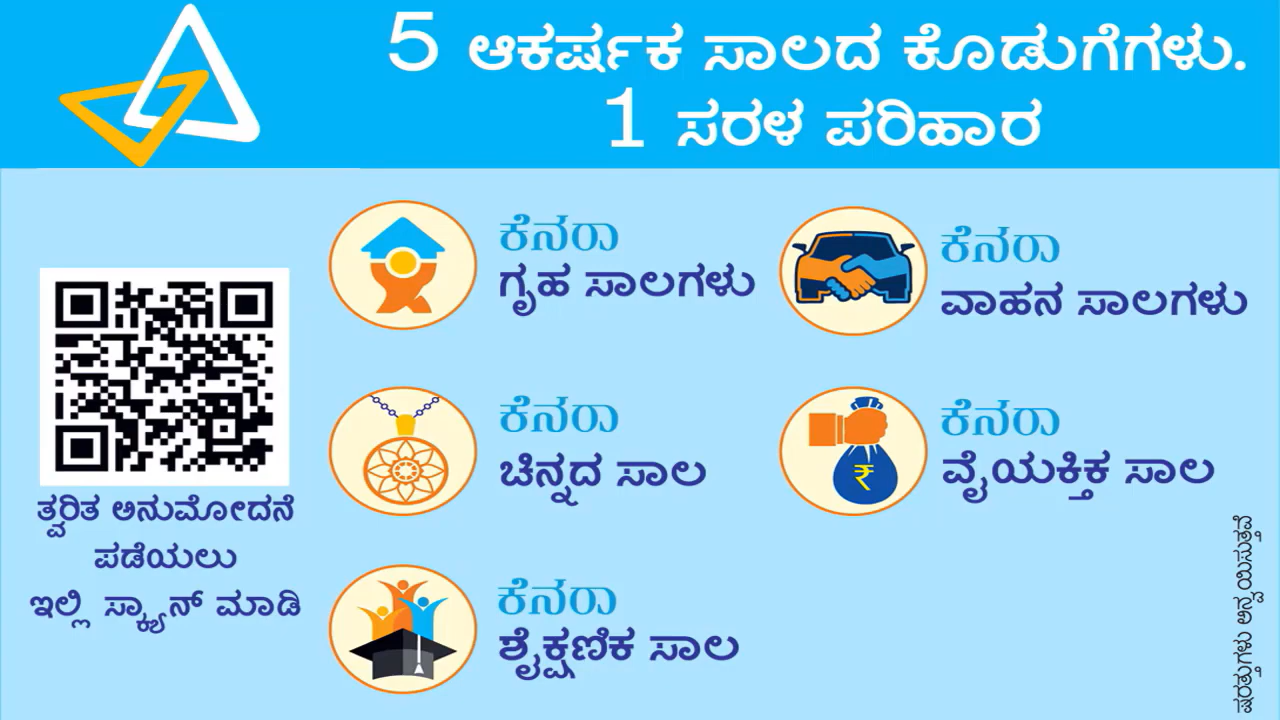 5 ಆಕರ್ಷಕ ಸಾಲದ ಕೊಡುಗೆಗಳು.
1 ಸರಳ ಪರಿಹಾರ
ಕೆನರಾ
ಗೃಹ ಸಾಲಗಳು
ಕೆನರಾ
ವಾಹನ ಸಾಲಗಳು
ಕೆನರಾ
ಚಿನ್ನದ ಸಾಲ
ಕೆನರಾ
ವೈಯಕ್ತಿಕ ಸಾಲ
₹
ಕೆನರಾ
ಶೈಕ್ಷಣಿಕ ಸಾಲ
ತ್ವರಿತ ಅನುಮೋದನೆ
ಪಡೆಯಲು
ಇಲ್ಲಿ ಸ್ಕ್ಯಾನ್ ಮಾಡಿ
ಷರತ್ತುಗಳು ಅನ್ವಯಿಸುತ್ತವೆ